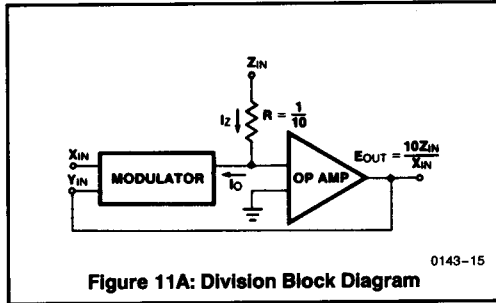 ZIN
IZ
R = 1/10
XIN
YIN
MODULATOR
IO
OP AMP
EOUT = 10ZIN/XIN
0143-15
Figure 11A: Division Block Diagram